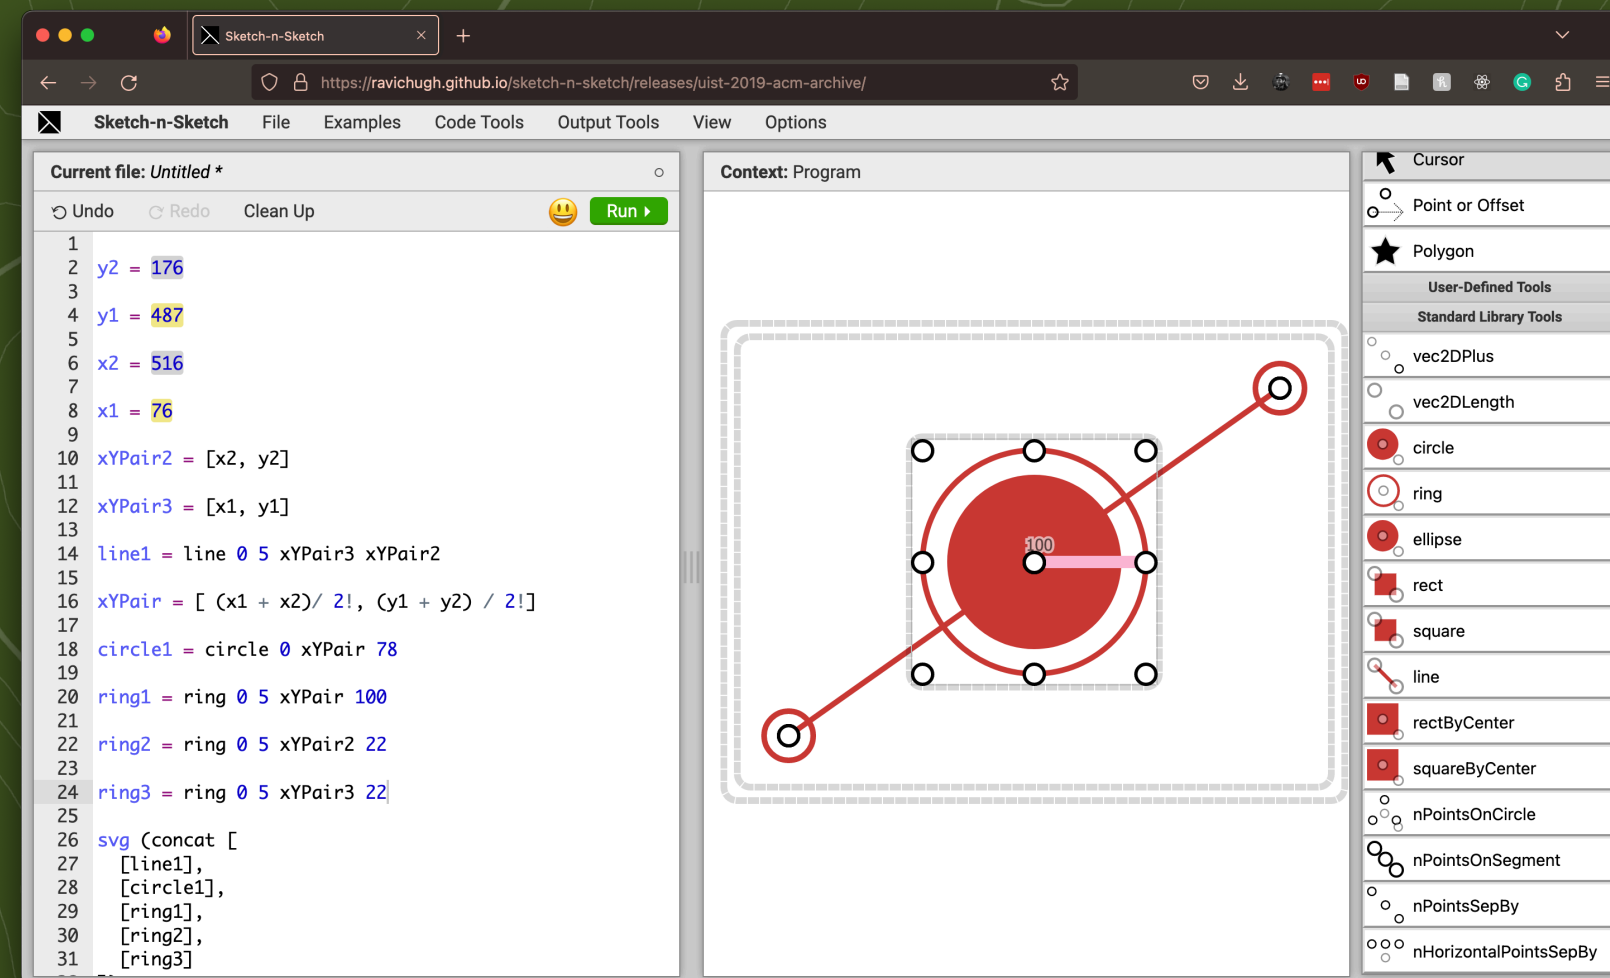 Sketch-n-Sketch
https://ravichugh.github.io/sketch-n-sketch/releases/uist-2019-acm-archive/
Sketch-n-Sketch File Examples Code Tools Output Tools View Options
Current file: Untitled *
Undo Redo Clean Up Run
1
2 y2 = 176
3
4 y1 = 487
5
6 x2 = 516
7
8 x1 = 76
9
10 xYPair2 = [x2, y2]
11
12 xYPair3 = [x1, y1]
13
14 line1 = line 0 5 xYPair3 xYPair2
15
16 xYPair = [ (x1 + x2)/ 2!, (y1 + y2) / 2!]
17
18 circle1 = circle 0 xYPair 78
19
20 ring1 = ring 0 5 xYPair 100
21
22 ring2 = ring 0 5 xYPair2 22
23
24 ring3 = ring 0 5 xYPair3 22
25
26 svg (concat [
27 [line1],
28 [circle1],
29 [ring1],
30 [ring2],
31 [ring3]
Context: Program
100
Cursor
Point or Offset
Polygon
User-Defined Tools
Standard Library Tools
vec2DPlus
vec2DLength
circle
ring
ellipse
rect
square
line
rectByCenter
squareByCenter
nPointsOnCircle
nPointsOnSegment
nPointsSepBy
nHorizontalPointsSepBy